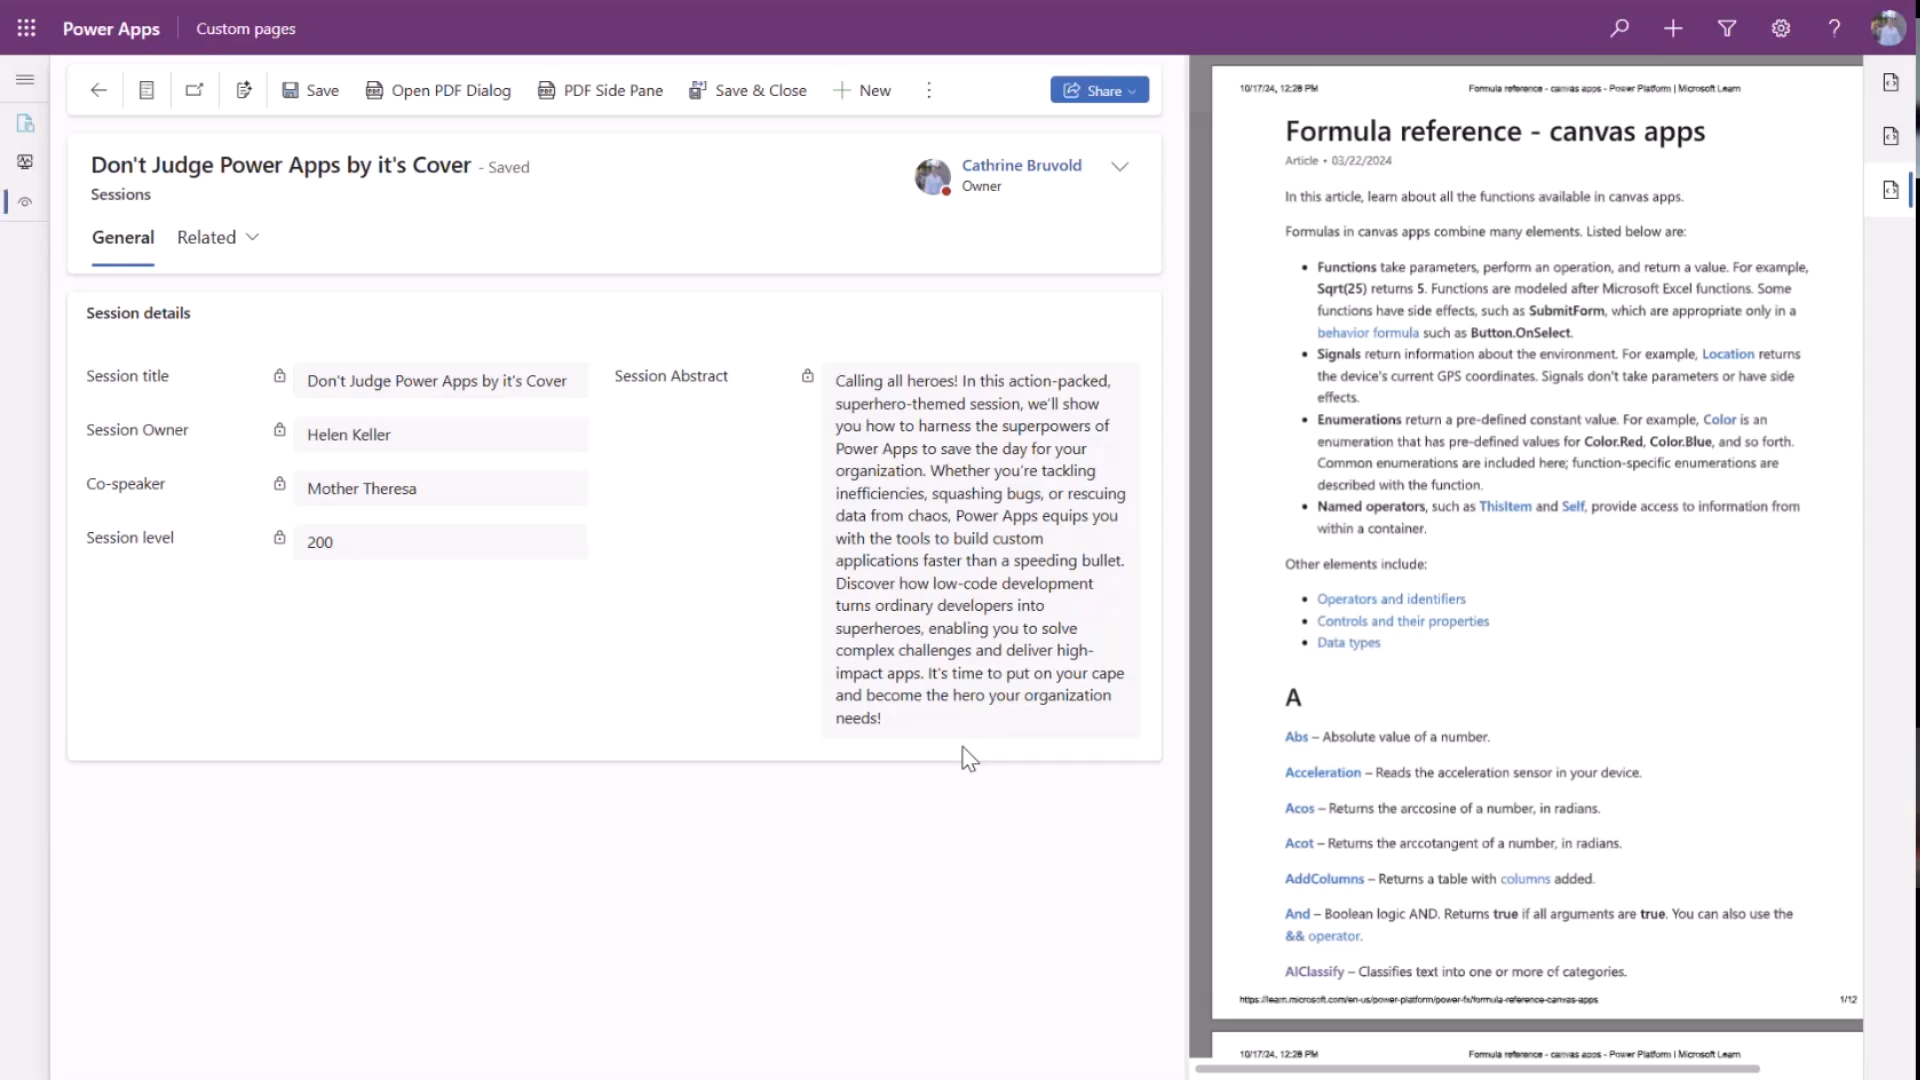 Power Apps
Custom pages
Save
Open PDF Dialog
PDF Side Pane
Save & Close
New
Share
Don't Judge Power Apps by it's Cover - Saved
Sessions
Cathrine Bruvold
Owner
General
Related
Session details
Session title
Don't Judge Power Apps by it's Cover
Session Owner
Helen Keller
Co-speaker
Mother Theresa
Session level
200
Session Abstract
Calling all heroes! In this action-packed,
superhero-themed session, we'll show
you how to harness the superpowers of
Power Apps to save the day for your
organization. Whether you're tackling
inefficiencies, squashing bugs, or rescuing
data from chaos, Power Apps equips you
with the tools to build custom
applications faster than a speeding bullet.
Discover how low-code development
turns ordinary developers into
superheroes, enabling you to solve
complex challenges and deliver high-
impact apps. It's time to put on your cape
and become the hero your organization
needs!
10/17/24, 12:28 PM
Formula reference - canvas apps - Power Platform | Microsoft Learn
Formula reference - canvas apps
Article • 03/22/2024
In this article, learn about all the functions available in canvas apps.
Formulas in canvas apps combine many elements. Listed below are:
• Functions take parameters, perform an operation, and return a value. For example,
Sqrt(25) returns 5. Functions are modeled after Microsoft Excel functions. Some
functions have side effects, such as SubmitForm, which are appropriate only in a
behavior formula such as Button.OnSelect.
• Signals return information about the environment. For example, Location returns
the device's current GPS coordinates. Signals don't take parameters or have side
effects.
• Enumerations return a pre-defined constant value. For example, Color is an
enumeration that has pre-defined values for Color.Red, Color.Blue, and so forth.
Common enumerations are included here; function-specific enumerations are
described with the function.
• Named operators, such as ThisItem and Self, provide access to information from
within a container.
Other elements include:
• Operators and identifiers
• Controls and their properties
• Data types
A
Abs – Absolute value of a number.
Acceleration – Reads the acceleration sensor in your device.
Acos – Returns the arccosine of a number, in radians.
Acot – Returns the arccotangent of a number, in radians.
AddColumns – Returns a table with columns added.
And – Boolean logic AND. Returns true if all arguments are true. You can also use the
&& operator.
AIClassify – Classifies text into one or more of categories.
https://learn.microsoft.com/en-us/power-platform/power-fx/formula-reference-canvas-apps
1/12
10/17/24, 12:28 PM
Formula reference - canvas apps - Power Platform | Microsoft Learn